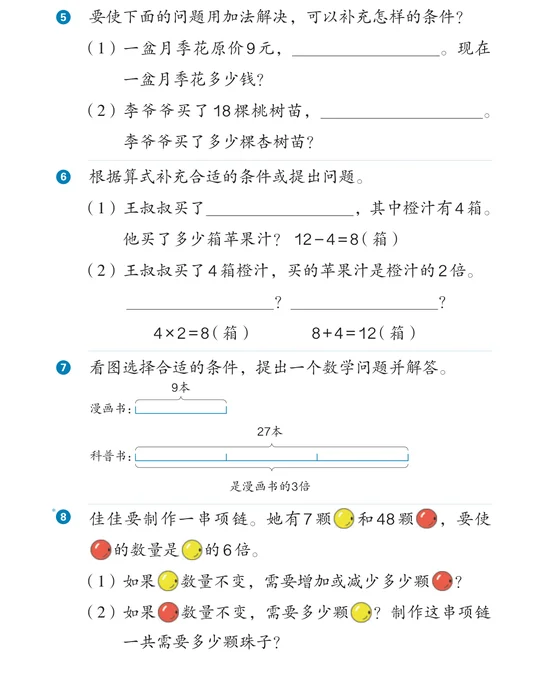 5 要使下面的问题用加法解决，可以补充怎样的条件？
（1）一盆月季花原价9元，________________。现在
一盆月季花多少钱？
（2）李爷爷买了18棵桃树苗，________________。
李爷爷买了多少棵杏树苗？
6 根据算式补充合适的条件或提出问题。
（1）王叔叔买了________________，其中橙汁有4箱。
他买了多少箱苹果汁？ 12－4＝8（箱）
（2）王叔叔买了4箱橙汁，买的苹果汁是橙汁的2倍。
________________？ ________________？
4×2＝8（箱） 8＋4＝12（箱）
7 看图选择合适的条件，提出一个数学问题并解答。
9本
漫画书：
27本
科普书：
是漫画书的3倍
8 佳佳要制作一串项链。她有7颗和48颗，要使
的数量是的6倍。
（1）如果数量不变，需要增加或减少多少颗？
（2）如果数量不变，需要多少颗？制作这串项链
一共需要多少颗珠子？